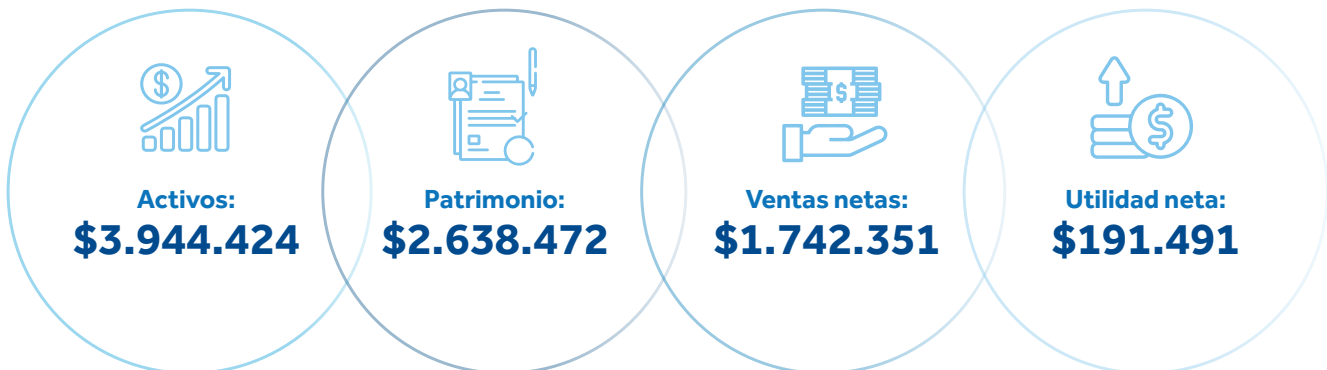 Activos:
$3.944.424
Patrimonio:
$2.638.472
Ventas netas:
$1.742.351
Utilidad neta:
$191.491